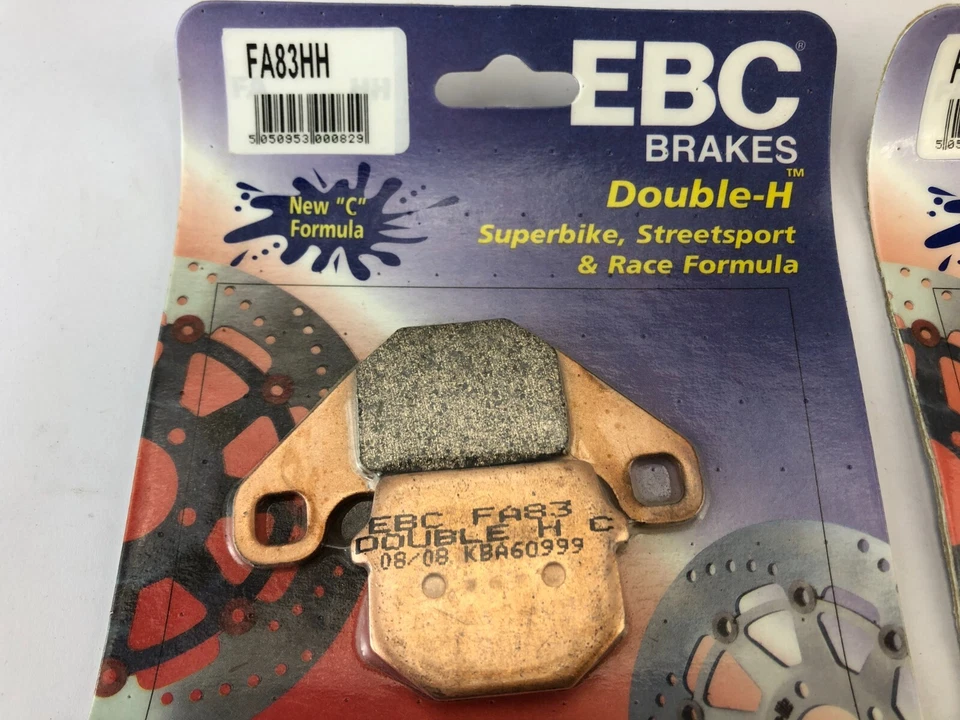 FA83HH
5 050953 000829
EBC®
BRAKES
Double-H™
Superbike, Streetsport
& Race Formula
New "C"
Formula
EBC FA83
DOUBLE H C
08/08 KBA60999